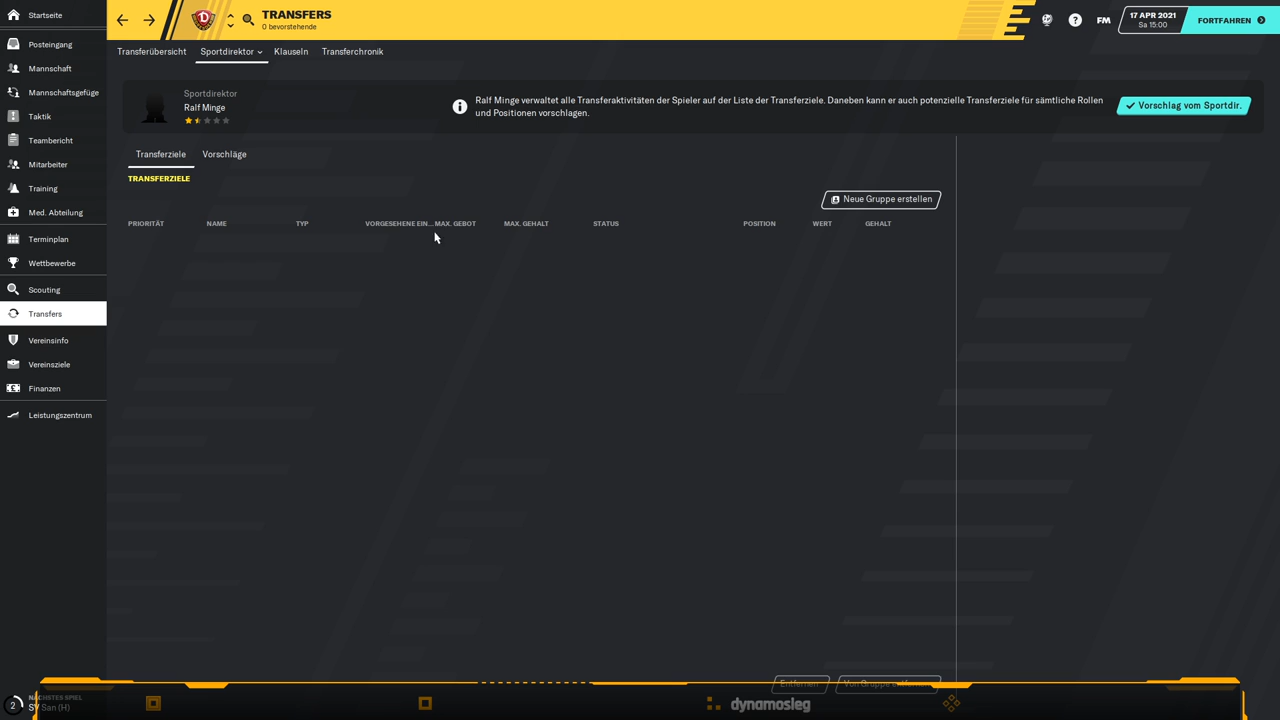 Startseite
Posteingang
Mannschaft
Mannschaftsgefüge
Taktik
Teambericht
Mitarbeiter
Training
Med. Abteilung
Terminplan
Wettbewerbe
Scouting
Transfers
Vereinsinfo
Vereinsziele
Finanzen
Leistungszentrum
2
NÄCHSTES SPIEL
SV San (H)
D
TRANSFERS
0 bevorstehende
?
FM
17 APR 2021
Sa 15:00
FORTFAHREN
Transferübersicht
Sportdirektor
Klauseln
Transferchronik
Sportdirektor
Ralf Minge
Ralf Minge verwaltet alle Transferaktivitäten der Spieler auf der Liste der Transferziele. Daneben kann er auch potenzielle Transferziele für sämtliche Rollen
und Positionen vorschlagen.
Vorschlag vom Sportdir.
Transferziele Vorschläge
TRANSFERZIELE
Neue Gruppe erstellen
PRIORITÄT NAME TYP VORGESEHENE EIN... MAX. GEBOT MAX. GEHALT STATUS POSITION WERT GEHALT
Entfernen
Von Gruppe entfernen
dynamosieg